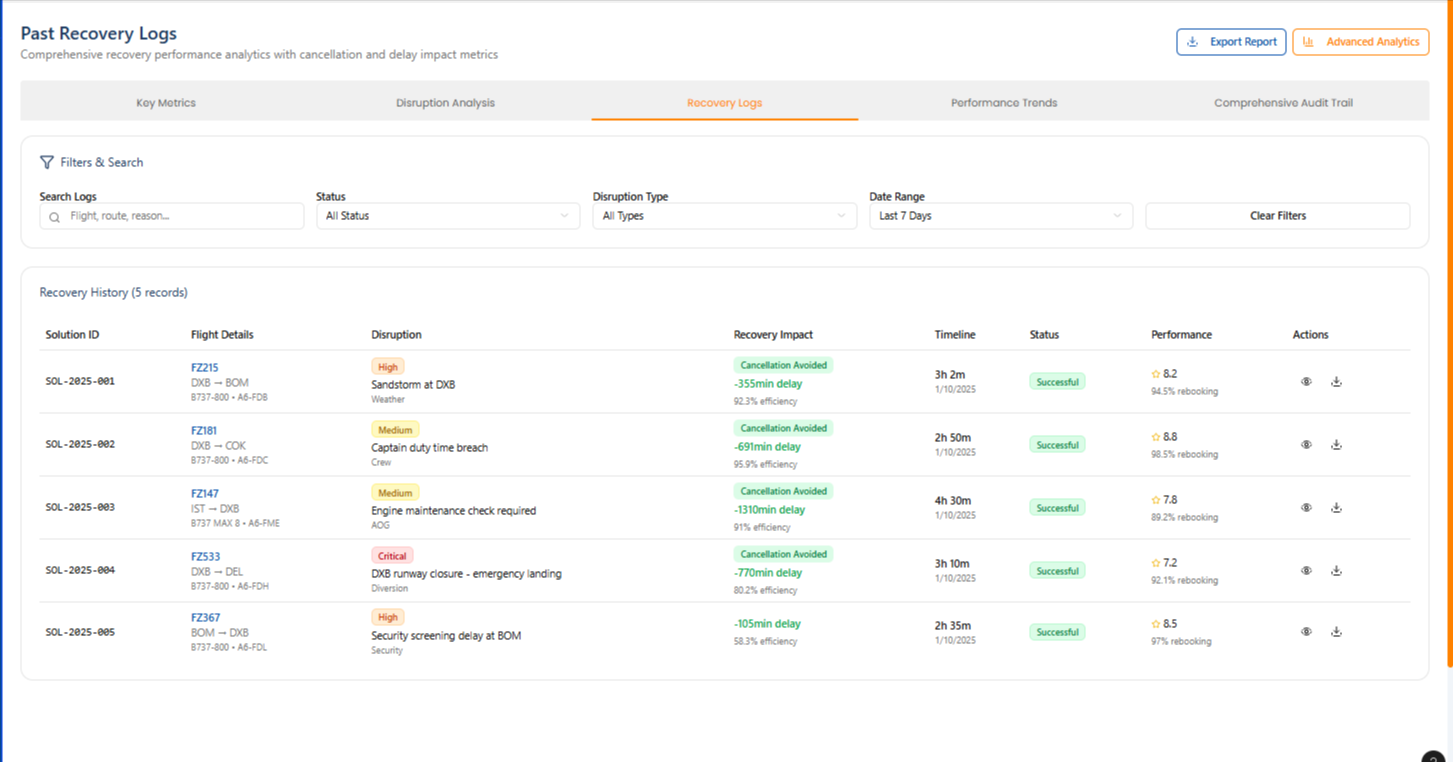 Past Recovery Logs
Comprehensive recovery performance analytics with cancellation and delay impact metrics
Export Report
Advanced Analytics
Key Metrics
Disruption Analysis
Recovery Logs
Performance Trends
Comprehensive Audit Trail
Filters & Search
Search Logs
Flight, route, reason...
Status
All Status
Disruption Type
All Types
Date Range
Last 7 Days
Clear Filters
Recovery History (5 records)
Solution ID Flight Details Disruption Recovery Impact Timeline Status Performance Actions
SOL-2025-001
FZ215
DXB → BOM
B737-800 • A6-FDB
High
Sandstorm at DXB
Weather
Cancellation Avoided
-355min delay
92.3% efficiency
3h 2m
1/10/2025
Successful
8.2
94.5% rebooking
SOL-2025-002
FZ181
DXB → COK
B737-800 • A6-FDC
Medium
Captain duty time breach
Crew
Cancellation Avoided
-691min delay
95.9% efficiency
2h 50m
1/10/2025
Successful
8.8
98.5% rebooking
SOL-2025-003
FZ147
IST → DXB
B737 MAX 8 • A6-FME
Medium
Engine maintenance check required
AOG
Cancellation Avoided
-1310min delay
91% efficiency
4h 30m
1/10/2025
Successful
7.8
89.2% rebooking
SOL-2025-004
FZ533
DXB → DEL
B737-800 • A6-FDH
Critical
DXB runway closure - emergency landing
Diversion
Cancellation Avoided
-770min delay
80.2% efficiency
3h 10m
1/10/2025
Successful
7.2
92.1% rebooking
SOL-2025-005
FZ367
BOM → DXB
B737-800 • A6-FDL
High
Security screening delay at BOM
Security
-105min delay
58.3% efficiency
2h 35m
1/10/2025
Successful
8.5
97% rebooking